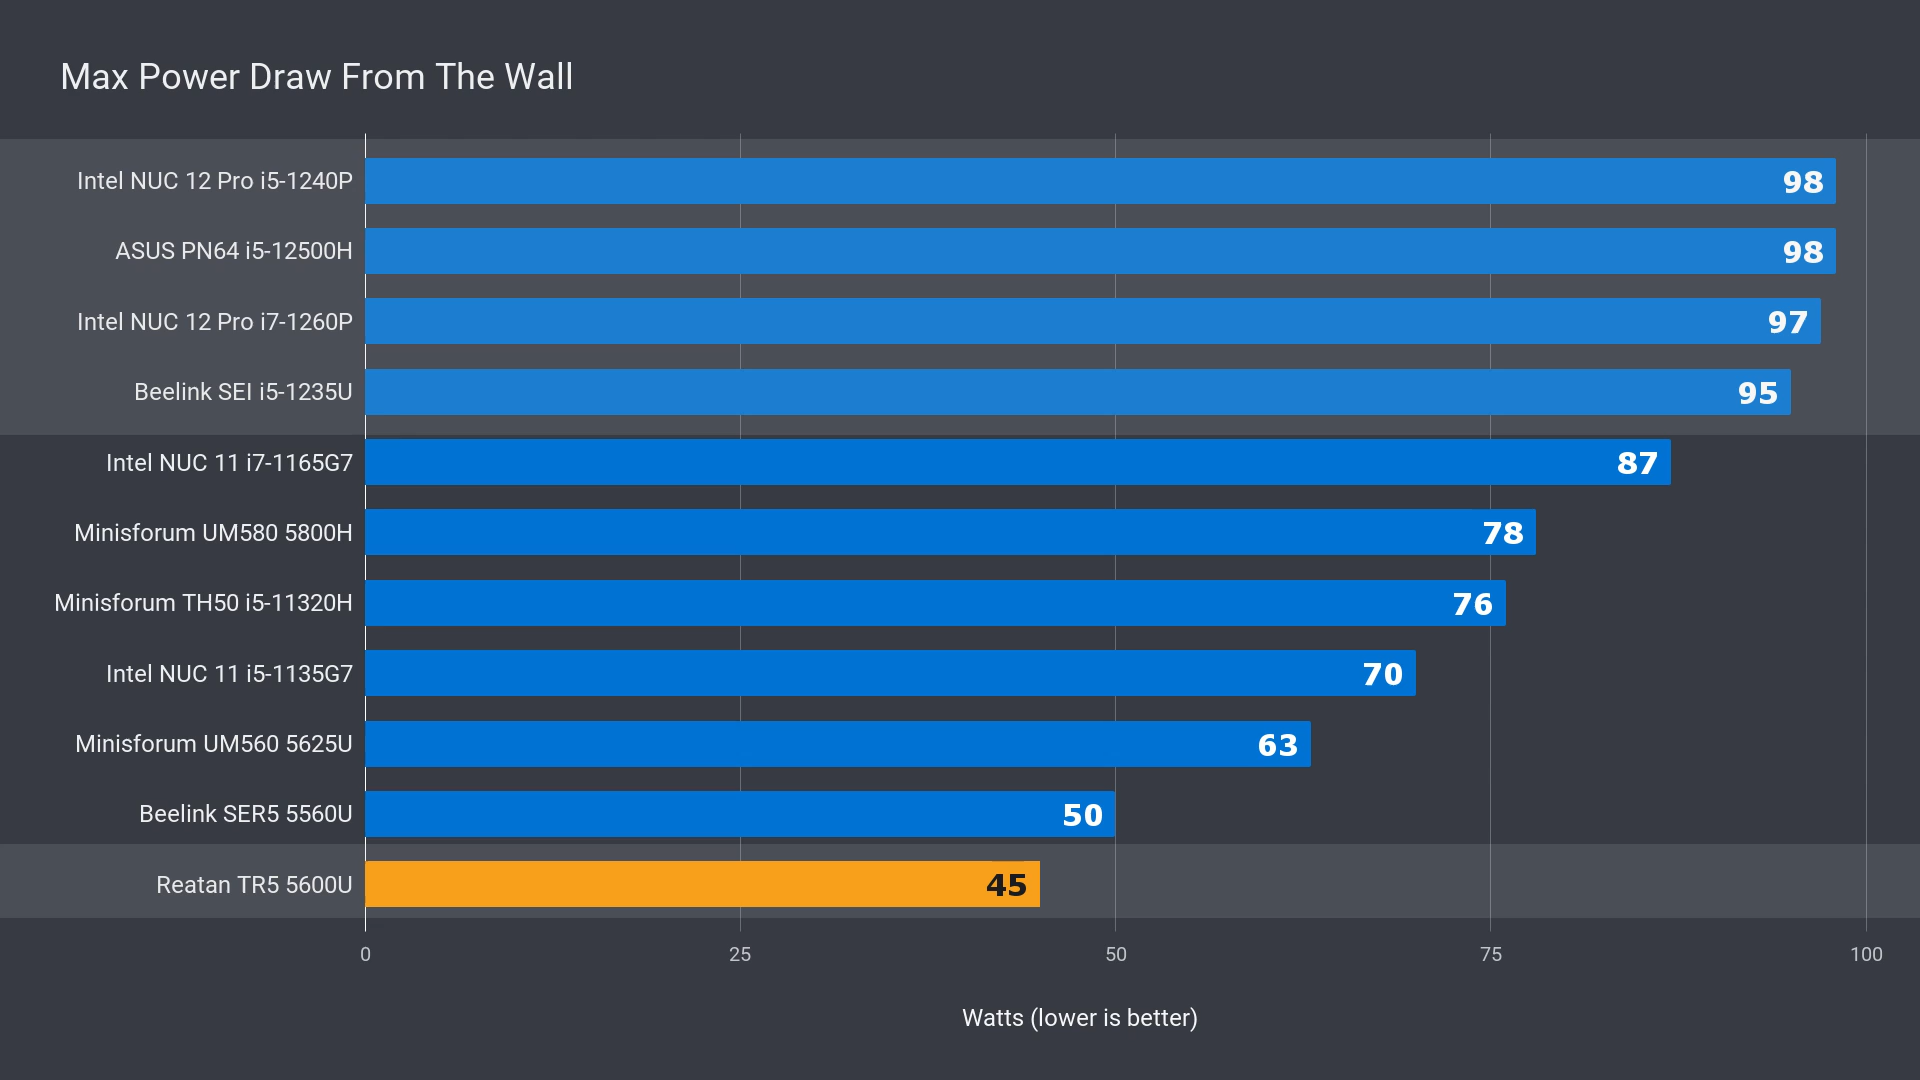 Max Power Draw From The Wall
Intel NUC 12 Pro i5-1240P 98
ASUS PN64 i5-12500H 98
Intel NUC 12 Pro i7-1260P 97
Beelink SEI i5-1235U 95
Intel NUC 11 i7-1165G7 87
Minisforum UM580 5800H 78
Minisforum TH50 i5-11320H 76
Intel NUC 11 i5-1135G7 70
Minisforum UM560 5625U 63
Beelink SER5 5560U 50
Reatan TR5 5600U 45
0 25 50 75 100
Watts (lower is better)